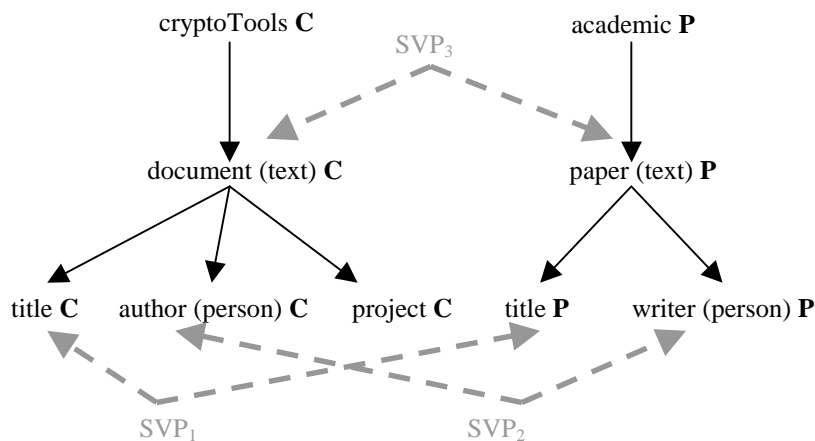 cryptoTools C academic P
SVP₃
document (text) C paper (text) P
title C author (person) C project C title P writer (person) P
SVP₁ SVP₂